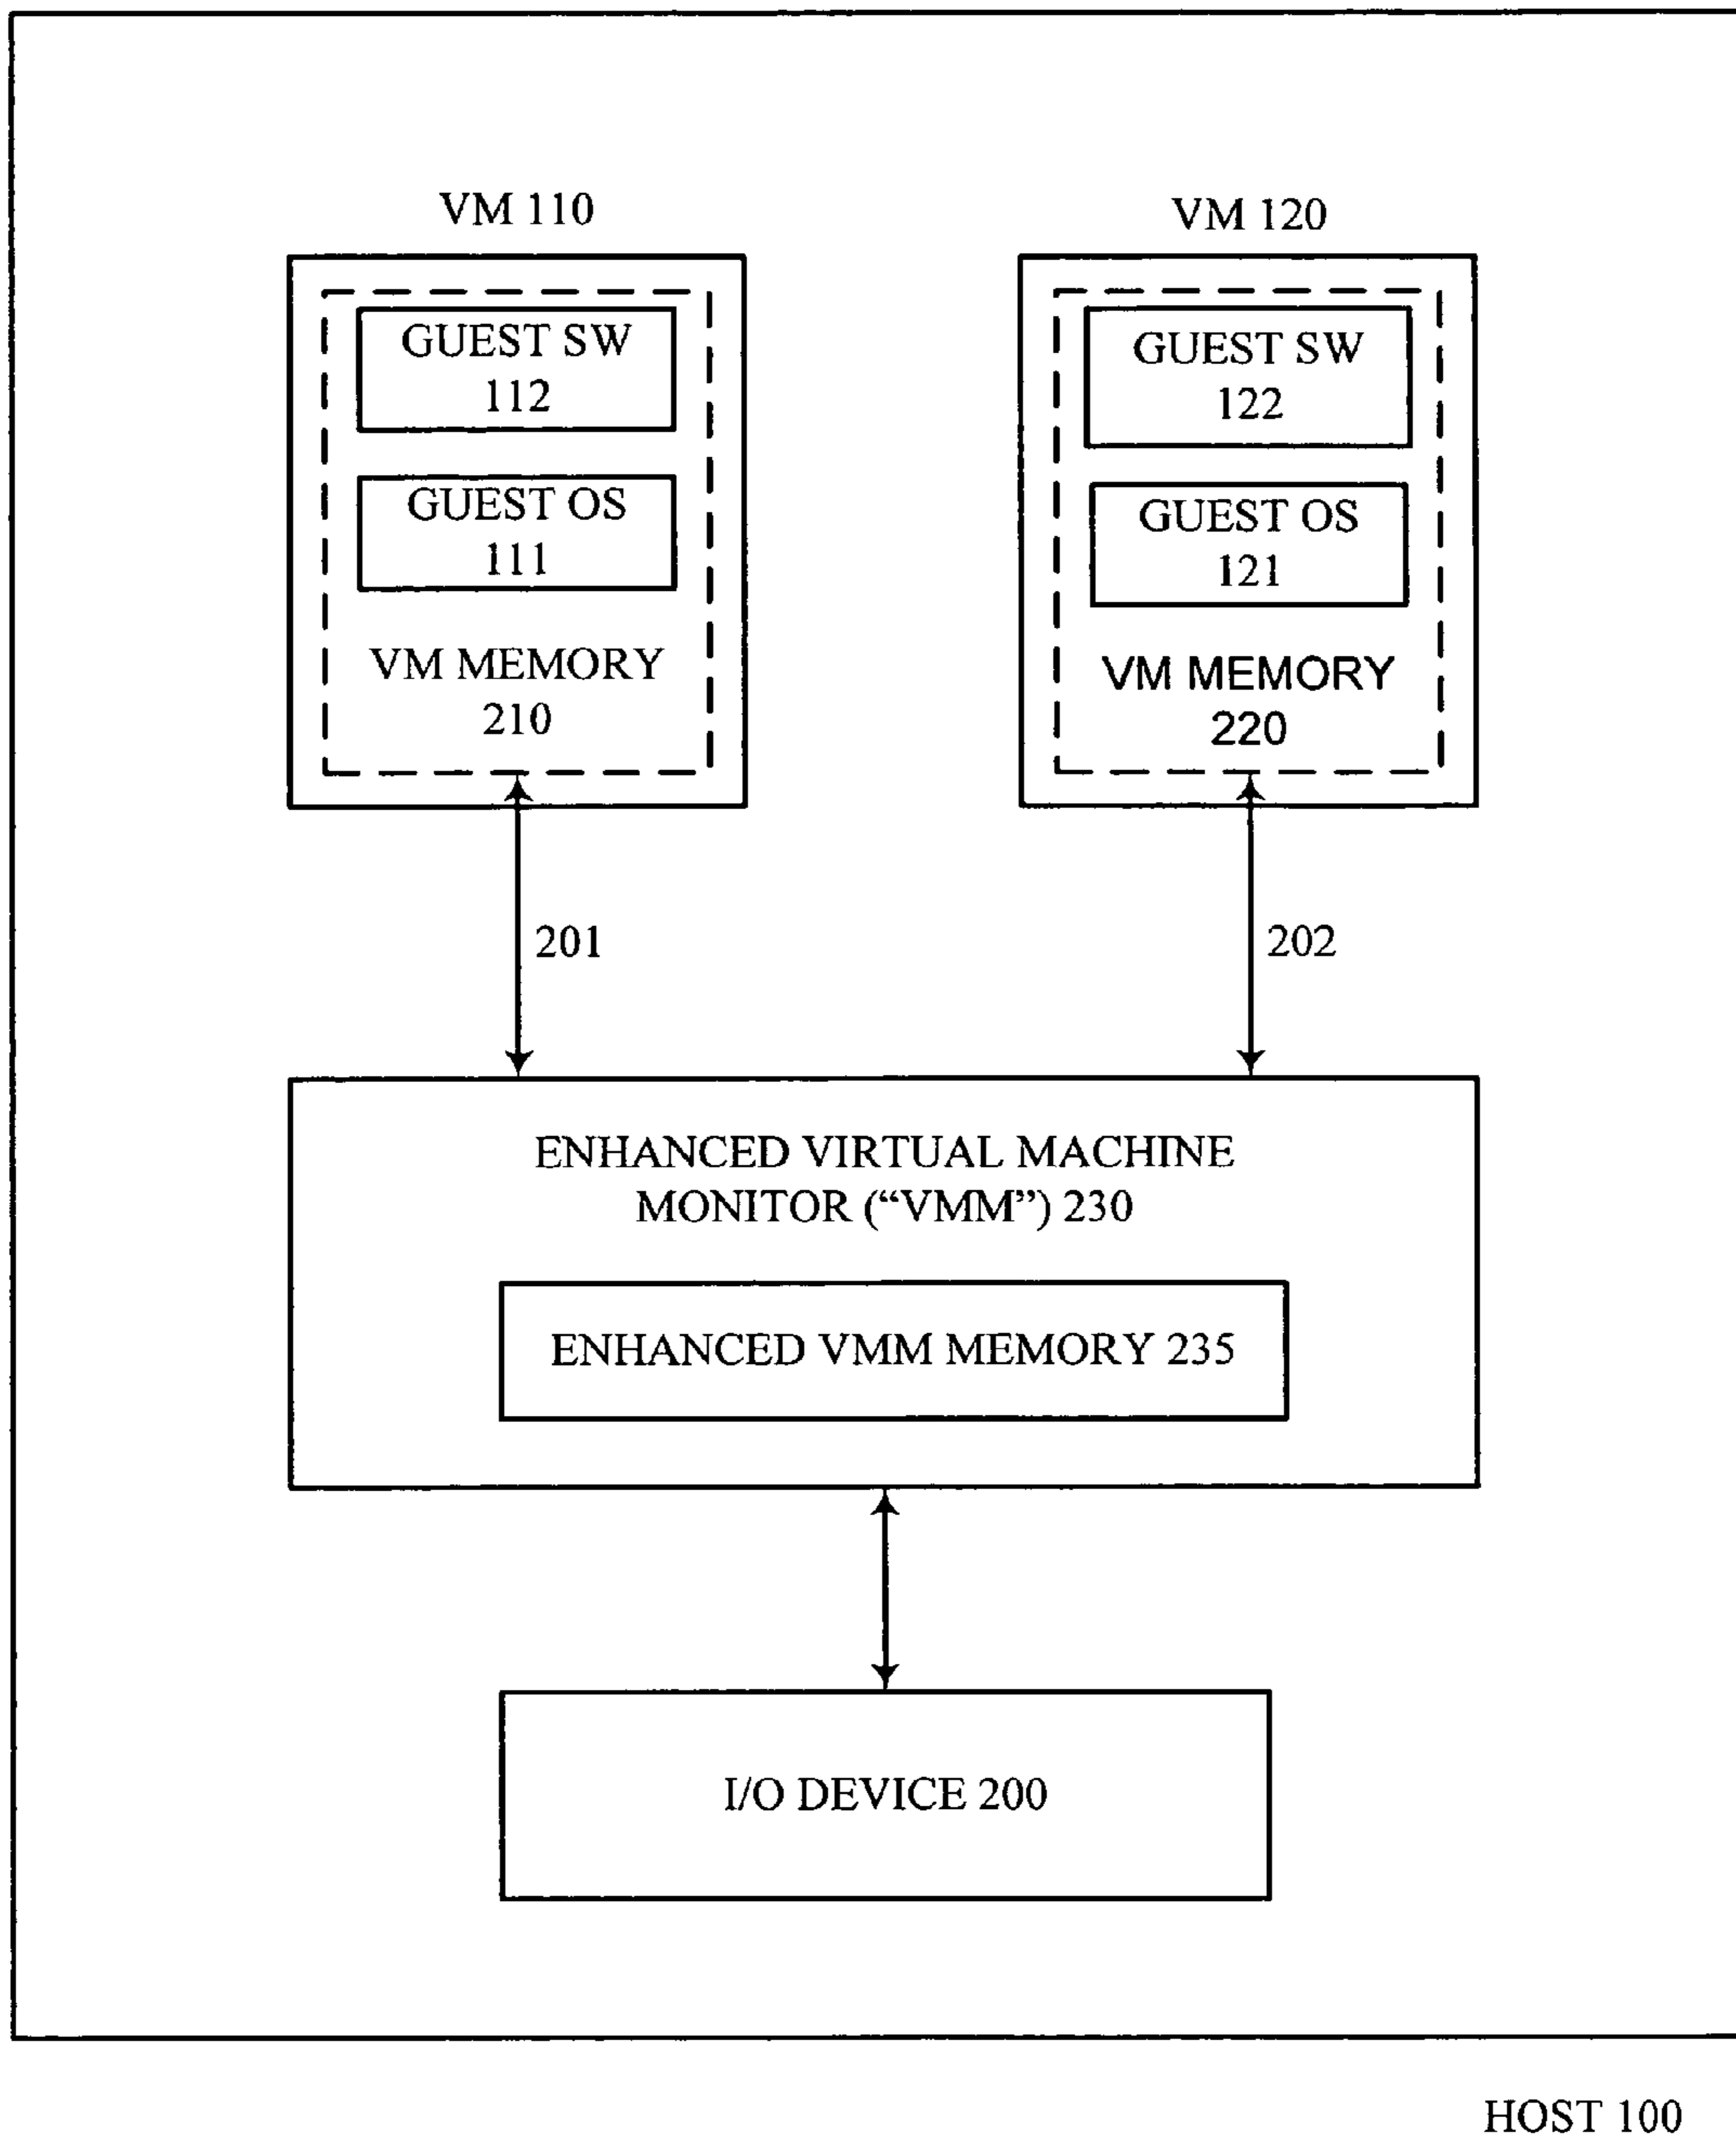 VM 110
VM 120
GUEST SW
112
GUEST OS
111
VM MEMORY
210
GUEST SW
122
GUEST OS
121
VM MEMORY
220
201
202
ENHANCED VIRTUAL MACHINE
MONITOR (“VMM”) 230
ENHANCED VMM MEMORY 235
I/O DEVICE 200
HOST 100